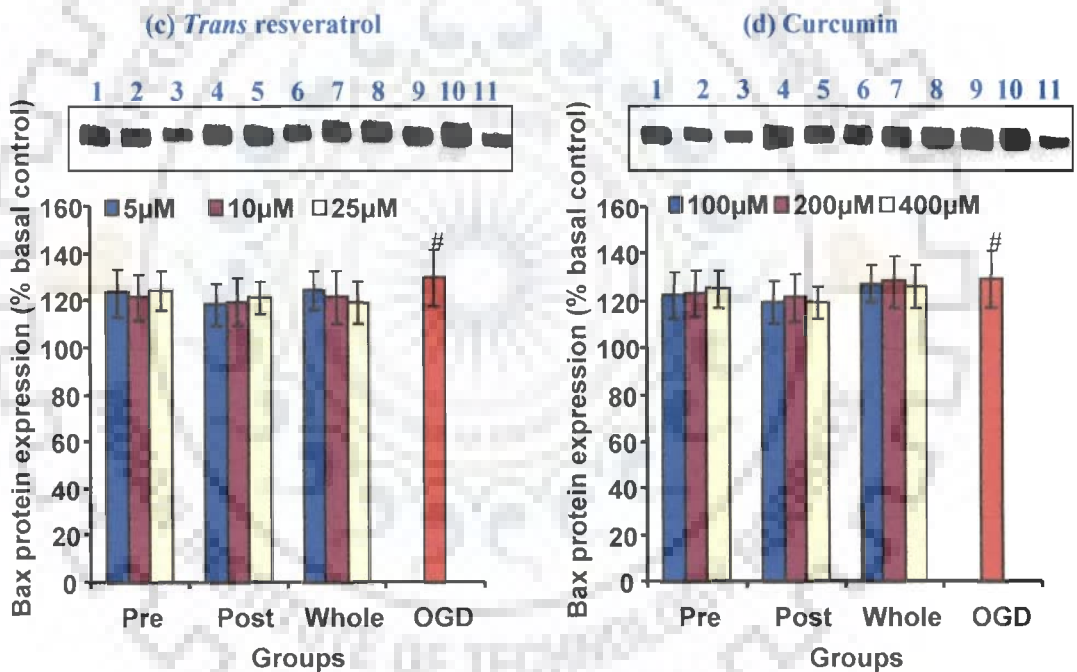 (c) Trans resveratrol
1 2 3 4 5 6 7 8 9 10 11
Bax protein expression (% basal control)
160
140
120
100
80
60
40
20
0
5µM 10µM 25µM
#
Pre Post Whole OGD
Groups
(d) Curcumin
1 2 3 4 5 6 7 8 9 10 11
Bax protein expression (% basal control)
160
140
120
100
80
60
40
20
0
100µM 200µM 400µM
#
Pre Post Whole OGD
Groups